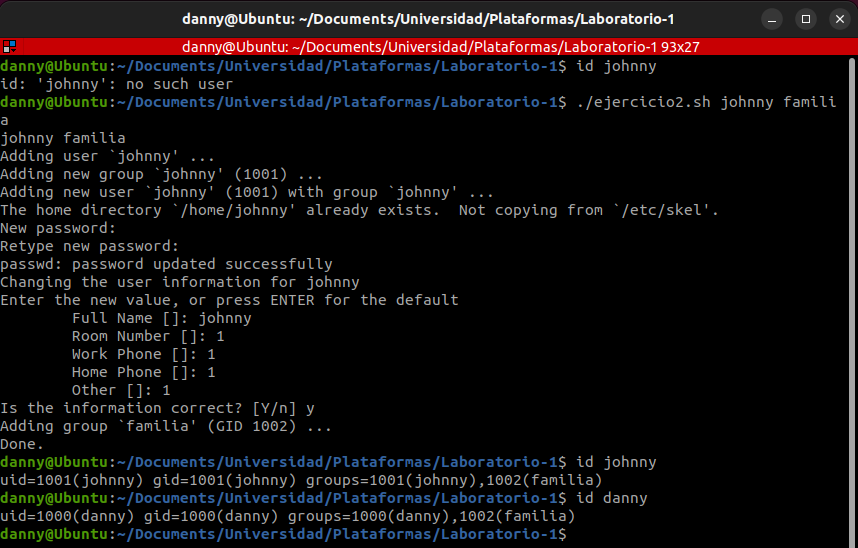 danny@Ubuntu: ~/Documents/Universidad/Plataformas/Laboratorio-1
danny@Ubuntu: ~/Documents/Universidad/Plataformas/Laboratorio-1 93x27
danny@Ubuntu:~/Documents/Universidad/Plataformas/Laboratorio-1$ id johnny
id: 'johnny': no such user
danny@Ubuntu:~/Documents/Universidad/Plataformas/Laboratorio-1$ ./ejercicio2.sh johnny famili
a
johnny familia
Adding user `johnny' ...
Adding new group `johnny' (1001) ...
Adding new user `johnny' (1001) with group `johnny' ...
The home directory `/home/johnny' already exists.  Not copying from `/etc/skel'.
New password:
Retype new password:
passwd: password updated successfully
Changing the user information for johnny
Enter the new value, or press ENTER for the default
        Full Name []: johnny
        Room Number []: 1
        Work Phone []: 1
        Home Phone []: 1
        Other []: 1
Is the information correct? [Y/n] y
Adding group `familia' (GID 1002) ...
Done.
danny@Ubuntu:~/Documents/Universidad/Plataformas/Laboratorio-1$ id johnny
uid=1001(johnny) gid=1001(johnny) groups=1001(johnny),1002(familia)
danny@Ubuntu:~/Documents/Universidad/Plataformas/Laboratorio-1$ id danny
uid=1000(danny) gid=1000(danny) groups=1000(danny),1002(familia)
danny@Ubuntu:~/Documents/Universidad/Plataformas/Laboratorio-1$